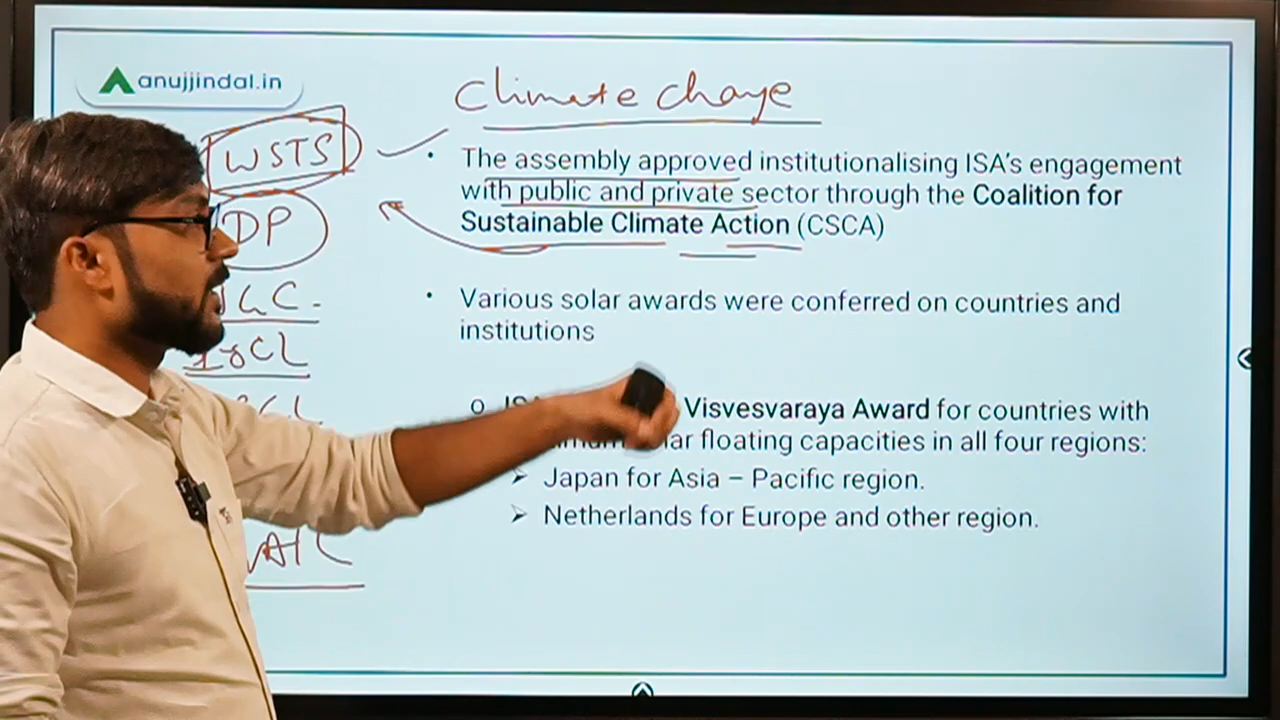 anujjindal.in
Climate change
WSTS
DP
• The assembly approved institutionalising ISA's engagement
with public and private sector through the Coalition for
Sustainable Climate Action (CSCA)
• Various solar awards were conferred on countries and
institutions
o Visvesvaraya Award for countries with
floating capacities in all four regions:
➤ Japan for Asia – Pacific region.
➤ Netherlands for Europe and other region.